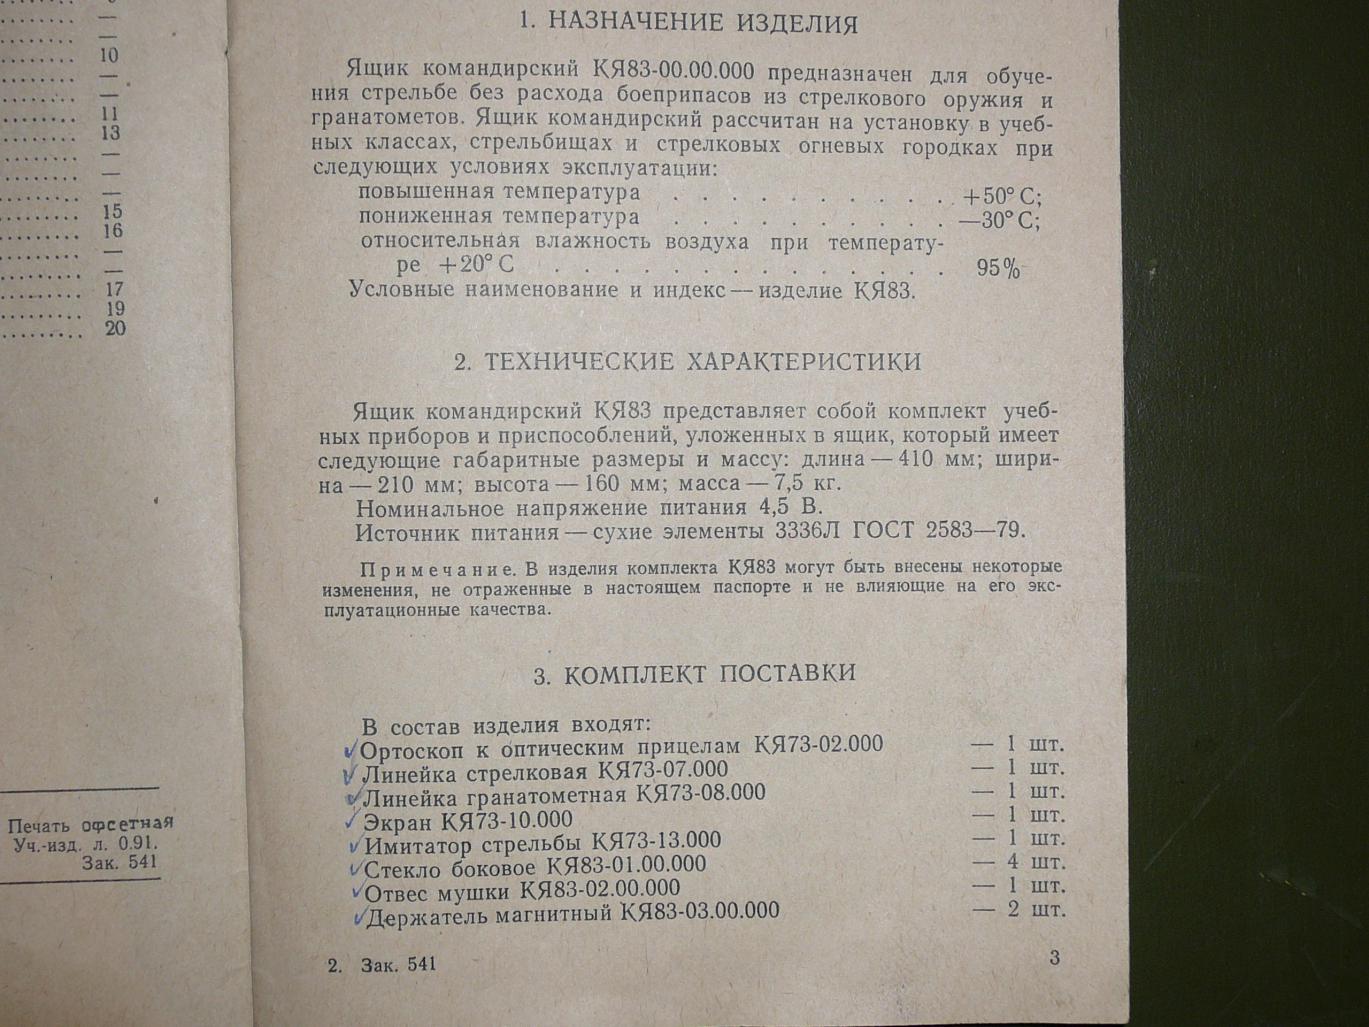 —
10
—
—
11
13
—
—
—
15
16
—
—
17
19
20
Печать офсетная
Уч.-изд. л. 0.91.
Зак. 541
1. НАЗНАЧЕНИЕ ИЗДЕЛИЯ
Ящик командирский КЯ83-00.00.000 предназначен для обуче-
ния стрельбе без расхода боеприпасов из стрелкового оружия и
гранатометов. Ящик командирский рассчитан на установку в учеб-
ных классах, стрельбищах и стрелковых огневых городках при
следующих условиях эксплуатации:
повышенная температура . . . . . . . . . . +50° С;
пониженная температура . . . . . . . . . . —30° С;
относительная влажность воздуха при температу-
ре +20° С . . . . . . . . . . . . . . 95%
Условные наименование и индекс — изделие КЯ83.
2. ТЕХНИЧЕСКИЕ ХАРАКТЕРИСТИКИ
Ящик командирский КЯ83 представляет собой комплект учеб-
ных приборов и приспособлений, уложенных в ящик, который имеет
следующие габаритные размеры и массу: длина — 410 мм; шири-
на — 210 мм; высота — 160 мм; масса — 7,5 кг.
Номинальное напряжение питания 4,5 В.
Источник питания — сухие элементы 3336Л ГОСТ 2583—79.
Примечание. В изделия комплекта КЯ83 могут быть внесены некоторые
изменения, не отраженные в настоящем паспорте и не влияющие на его экс-
плуатационные качества.
3. КОМПЛЕКТ ПОСТАВКИ
В состав изделия входят:
Ортоскоп к оптическим прицелам КЯ73-02.000 — 1 шт.
Линейка стрелковая КЯ73-07.000 — 1 шт.
Линейка гранатометная КЯ73-08.000 — 1 шт.
Экран КЯ73-10.000 — 1 шт.
Имитатор стрельбы КЯ73-13.000 — 1 шт.
Стекло боковое КЯ83-01.00.000 — 4 шт.
Отвес мушки КЯ83-02.00.000 — 1 шт.
Держатель магнитный КЯ83-03.00.000 — 2 шт.
2. Зак. 541 3